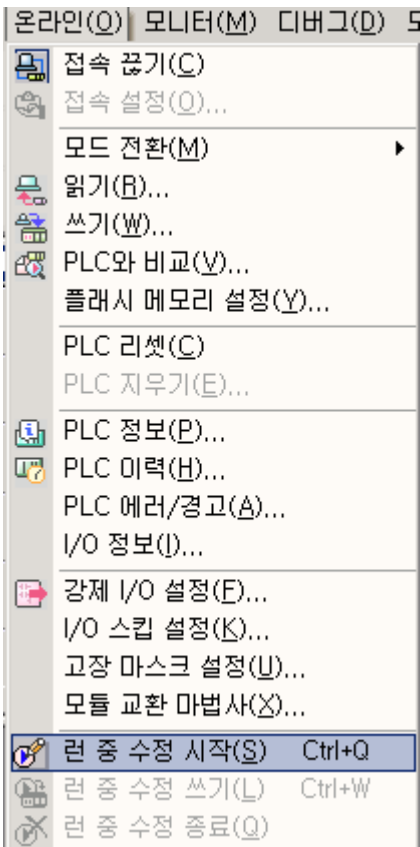 온라인(O) 모니터(M) 디버그(D)
접속 끊기(C)
접속 설정(O)...
모드 전환(M)
읽기(R)...
쓰기(W)...
PLC와 비교(V)...
플래시 메모리 설정(Y)...
PLC 리셋(C)
PLC 지우기(E)...
PLC 정보(P)...
PLC 이력(H)...
PLC 에러/경고(A)...
I/O 정보(I)...
강제 I/O 설정(F)...
I/O 스킵 설정(K)...
고장 마스크 설정(U)...
모듈 교환 마법사(X)...
런 중 수정 시작(S) Ctrl+Q
런 중 수정 쓰기(L) Ctrl+W
런 중 수정 종료(Q)